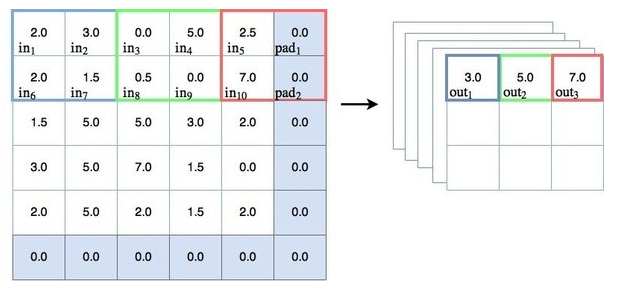 2.0 3.0 0.0 5.0 2.5 0.0
in1 in2 in3 in4 in5 pad1
2.0 1.5 0.5 0.0 7.0 0.0
in6 in7 in8 in9 in10 pad2
1.5 5.0 5.0 3.0 2.0 0.0
3.0 5.0 7.0 1.5 0.0 0.0
2.0 5.0 2.0 1.5 2.0 0.0
0.0 0.0 0.0 0.0 0.0 0.0
3.0 5.0 7.0
out1 out2 out3